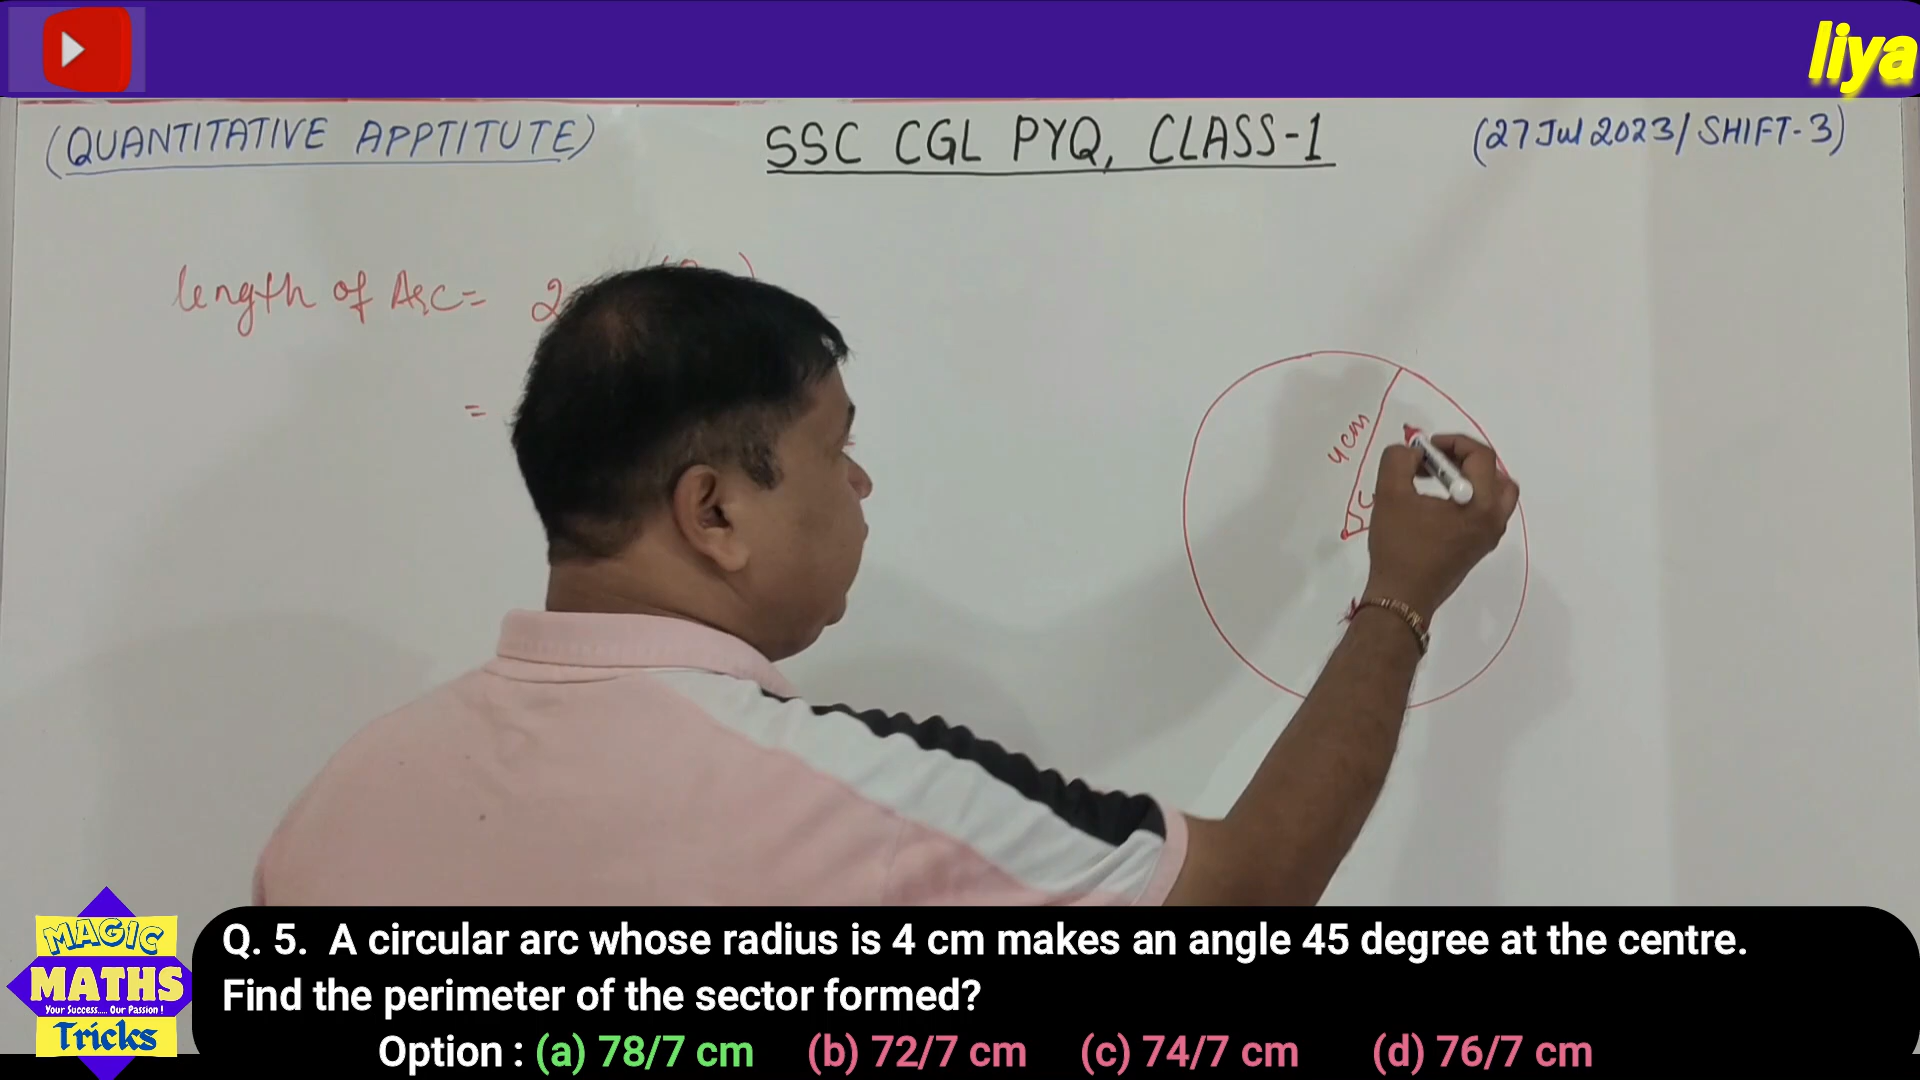 liya
(QUANTITATIVE APPTITUTE)
SSC CGL PYQ, CLASS-1
(27 Jul 2023/ SHIFT-3)
length of Arc = 2
=
4cm
MAGIC
MATHS
Your Success..... Our Passion !
Tricks
Q. 5. A circular arc whose radius is 4 cm makes an angle 45 degree at the centre.
Find the perimeter of the sector formed?
Option : (a) 78/7 cm (b) 72/7 cm (c) 74/7 cm (d) 76/7 cm